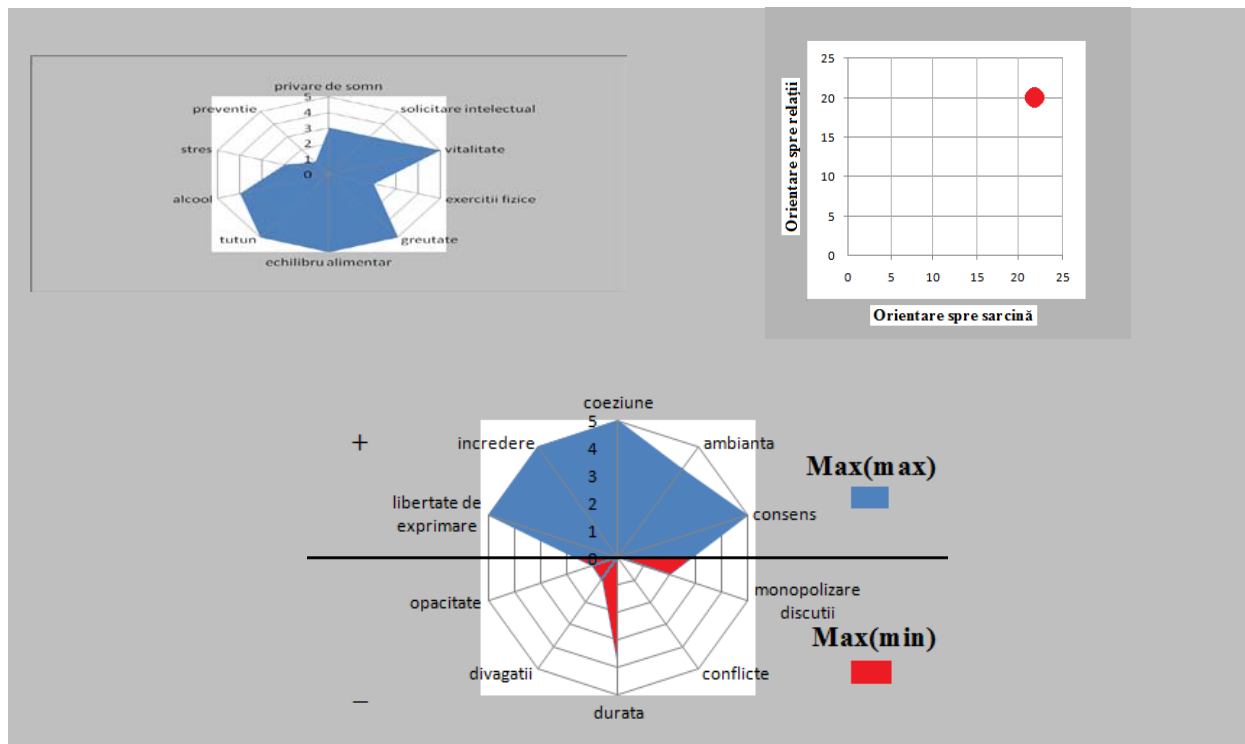 privare de somn
preventie
solicitare intelectual
stres
vitalitate
alcool
exercitii fizice
tutun
greutate
echilibru alimentar
5
4
3
2
1
0
Orientare spre relații
25
20
15
10
5
0
0 5 10 15 20 25
Orientare spre sarcină
coeziune
+
incredere
ambianta
Max(max)
libertate de
exprimare
consens
5
4
3
2
1
0
opacitate
monopolizare
discutii
Max(min)
divagatii
conflicte
durata
–